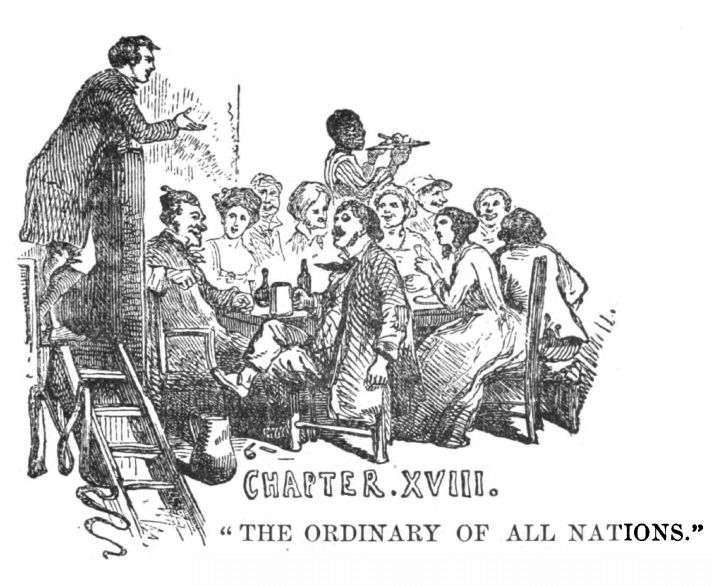 CHAPTER.XVIII.
“THE ORDINARY OF ALL NATIONS.”